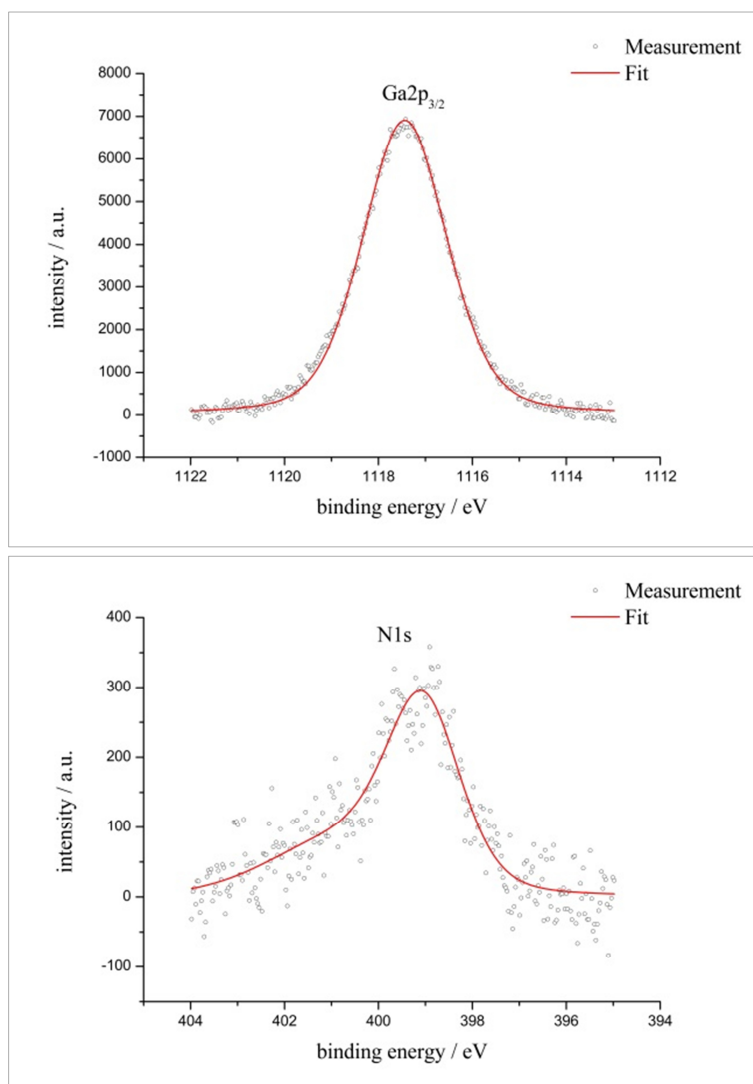 Measurement
Fit
Ga2p3/2
8000
7000
6000
5000
4000
3000
2000
1000
0
-1000
intensity / a.u.
1122 1120 1118 1116 1114 1112
binding energy / eV
Measurement
Fit
N1s
400
300
200
100
0
-100
intensity / a.u.
404 402 400 398 396 394
binding energy / eV